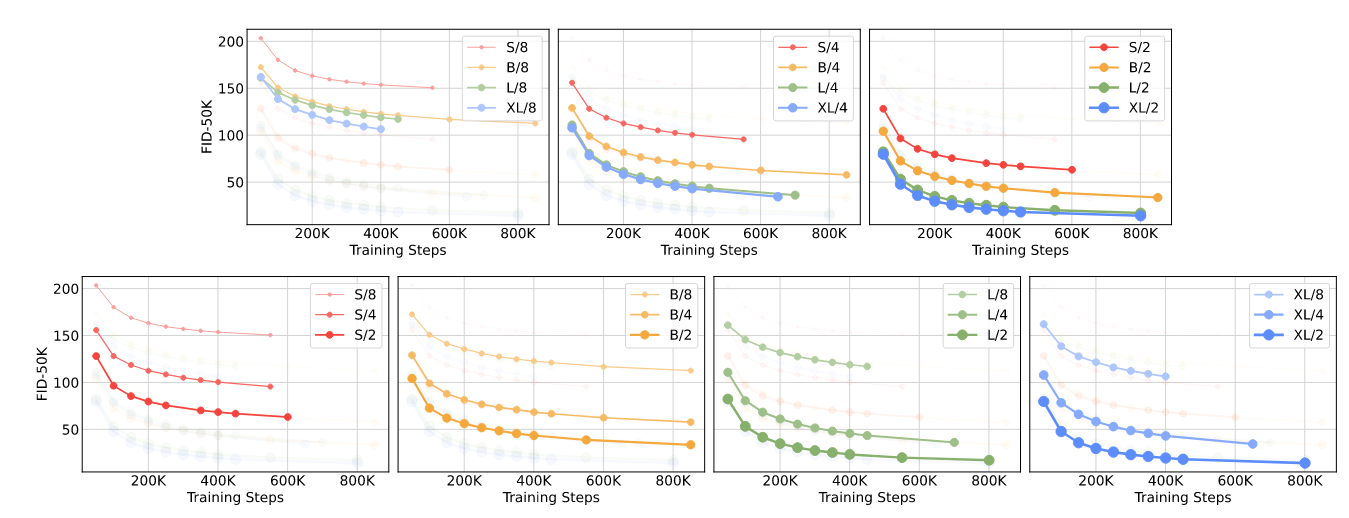 FID-50K
200
150
100
50
S/8
B/8
L/8
XL/8
200K 400K 600K 800K
Training Steps
S/4
B/4
L/4
XL/4
200K 400K 600K 800K
Training Steps
S/2
B/2
L/2
XL/2
200K 400K 600K 800K
Training Steps
FID-50K
200
150
100
50
S/8
S/4
S/2
200K 400K 600K 800K
Training Steps
B/8
B/4
B/2
200K 400K 600K 800K
Training Steps
L/8
L/4
L/2
200K 400K 600K 800K
Training Steps
XL/8
XL/4
XL/2
200K 400K 600K 800K
Training Steps